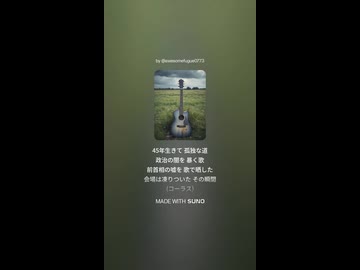 by @awesomefugue0773
45年生きて 孤独な道
政治の闇を 暴く歌
前首相の嘘を 歌で晒した
会場は凍りついた その瞬間
(コーラス)
MADE WITH SUNO